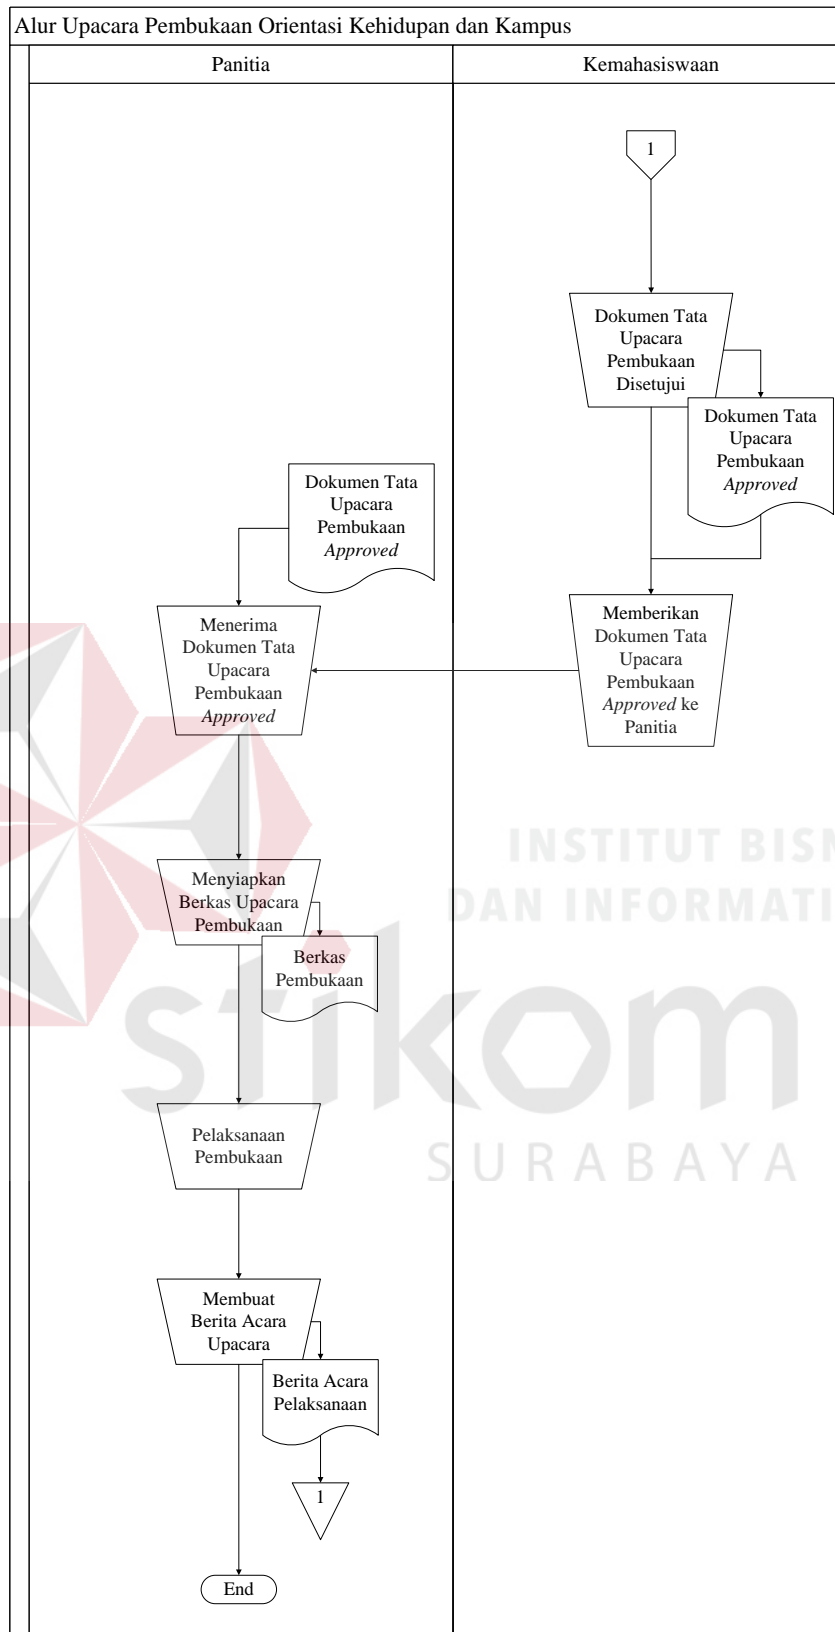 Alur Upacara Pembukaan Orientasi Kehidupan dan Kampus
Panitia
Kemahasiswaan
1
Dokumen Tata
Upacara
Pembukaan
Disetujui
Dokumen Tata
Upacara
Pembukaan
Approved
Dokumen Tata
Upacara
Pembukaan
Approved
Menerima
Dokumen Tata
Upacara
Pembukaan
Approved
Memberikan
Dokumen Tata
Upacara
Pembukaan
Approved ke
Panitia
INSTITUT BISN
DAN INFORMATI
Menyiapkan
Berkas Upacara
Pembukaan
Berkas
Pembukaan
stikom
SURABAYA
Pelaksanaan
Pembukaan
Membuat
Berita Acara
Upacara
Berita Acara
Pelaksanaan
1
End